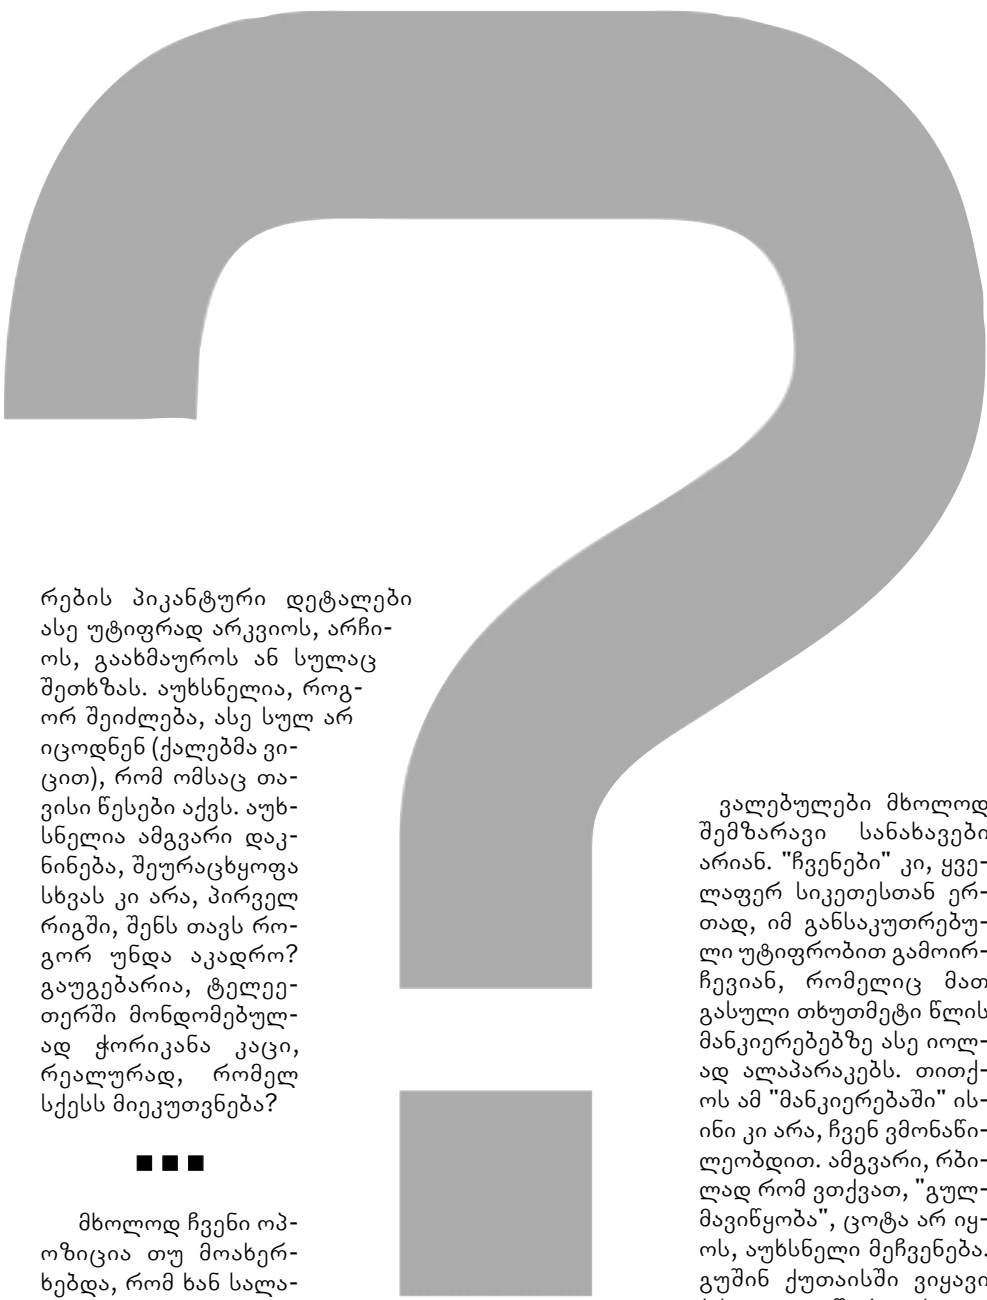 რების პიკანტური დეტალები
ასე უტიფრად არკვიოს, არჩი-
ოს, გაახმაუროს ან სულაც
შეთხზას. აუხსნელია, როგ-
ორ შეიძლება, ასე სულ არ
იცოდნენ (ქალებმა ვი-
ცით), რომ ომსაც თა-
ვისი წესები აქვს. აუხ-
სნელია ამგვარი დაკ-
ნინება, შეურაცხყოფა
სხვას კი არა, პირველ
რიგში, შენს თავს რო-
გორ უნდა აკადრო?
გაუგებარია, ტელეე-
თერში მონდომებულ-
ად ჭორიკანა კაცი,
რეალურად, რომელ
სქესს მიეკუთვნება?
■ ■ ■
მხოლოდ ჩვენი ოპ-
ოზიცია თუ მოახერ-
ხებდა, რომ ხან სალა-
ვალებულები მხოლოდ
შემზარავი სანახავები
არიან. "ჩვენები" კი, ყვე-
ლაფერ სიკეთესთან ერ-
თად, იმ განსაკუთრებუ-
ლი უტიფრობით გამოირ-
ჩევიან, რომელიც მათ
გასული თხუთმეტი წლის
მანკიერებებზე ასე იოლ-
ად ალაპარაკებს. თითქ-
ოს ამ "მანკიერებაში" ის-
ინი კი არა, ჩვენ ვმონაწი-
ლეობდით. ამგვარი, რბი-
ლად რომ ვთქვათ, "გულ-
მავიწყობა", ცოტა არ იყ-
ოს, აუხსნელი მეჩვენება.
გუშინ ქუთაისში ვიყავი